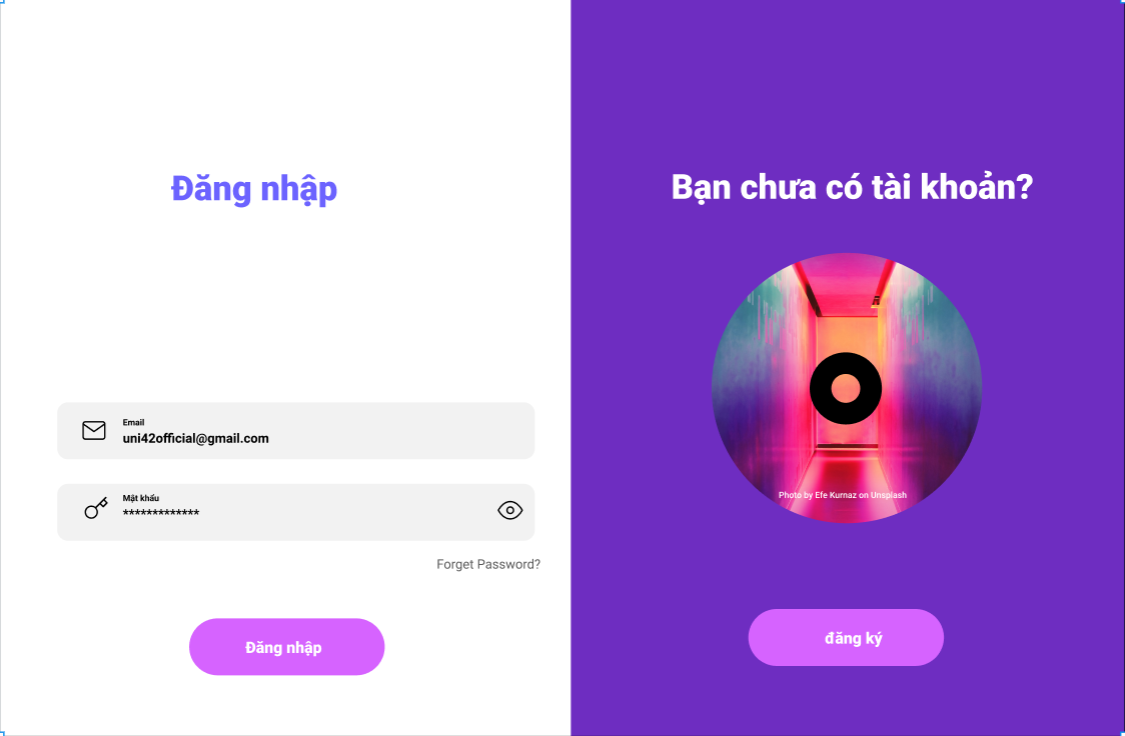 Đăng nhập
Email
uni42official@gmail.com
Mật khẩu
*************
Forget Password?
Đăng nhập
Bạn chưa có tài khoản?
Photo by Efe Kurnaz on Unsplash
đăng ký